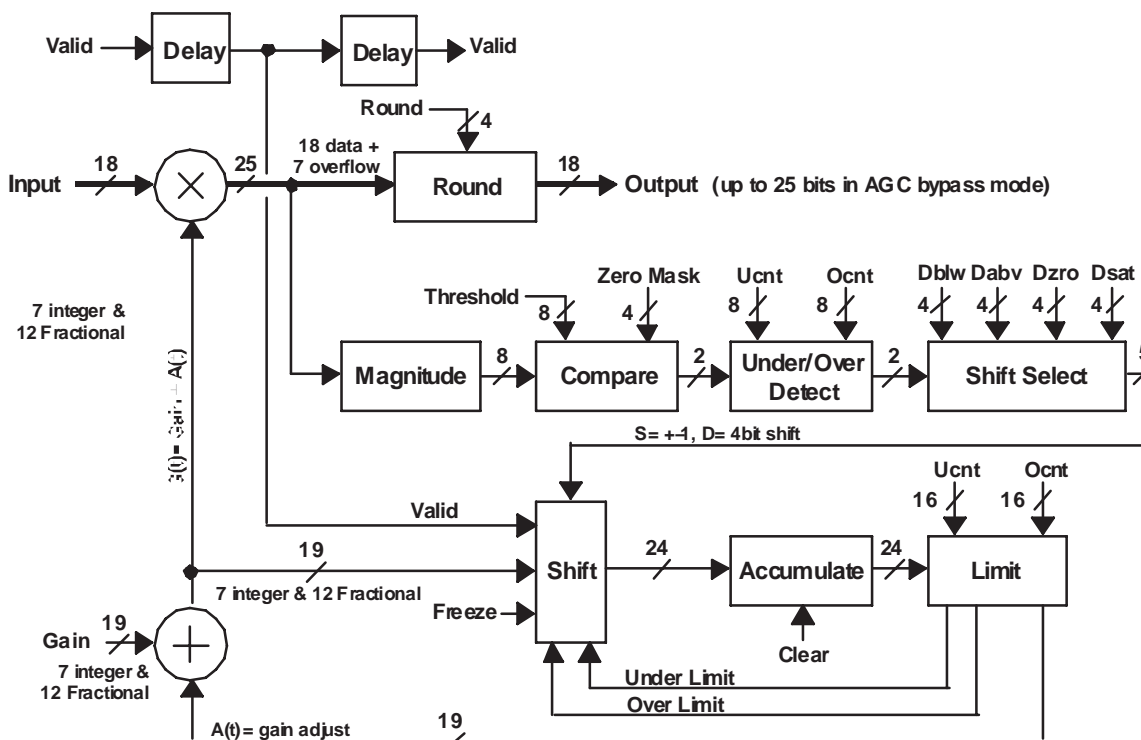 Valid
Delay
Delay
Valid
Round
4
Input
18
25
18 data +
7 overflow
Round
18
Output (up to 25 bits in AGC bypass mode)
7 integer &
12 Fractional
Threshold
8
Zero Mask
4
Ucnt
8
Ocnt
8
Dblw
4
Dabv
4
Dzro
4
Dsat
4
Magnitude
8
Compare
2
Under/Over
Detect
2
Shift Select
S= +-1, D= 4bit shift
Valid
19
7 integer & 12 Fractional
Freeze
Shift
24
Accumulate
Clear
24
Ucnt
16
Ocnt
16
Limit
Under Limit
Over Limit
Gain
19
7 integer &
12 Fractional
A(t)= gain adjust
19